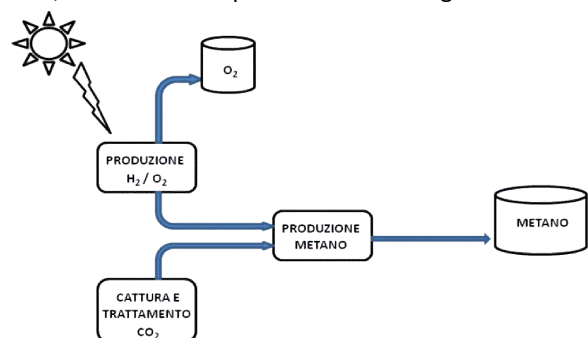 O₂
PRODUZIONE
H₂ / O₂
PRODUZIONE
METANO
METANO
CATTURA E
TRATTAMENTO
CO₂